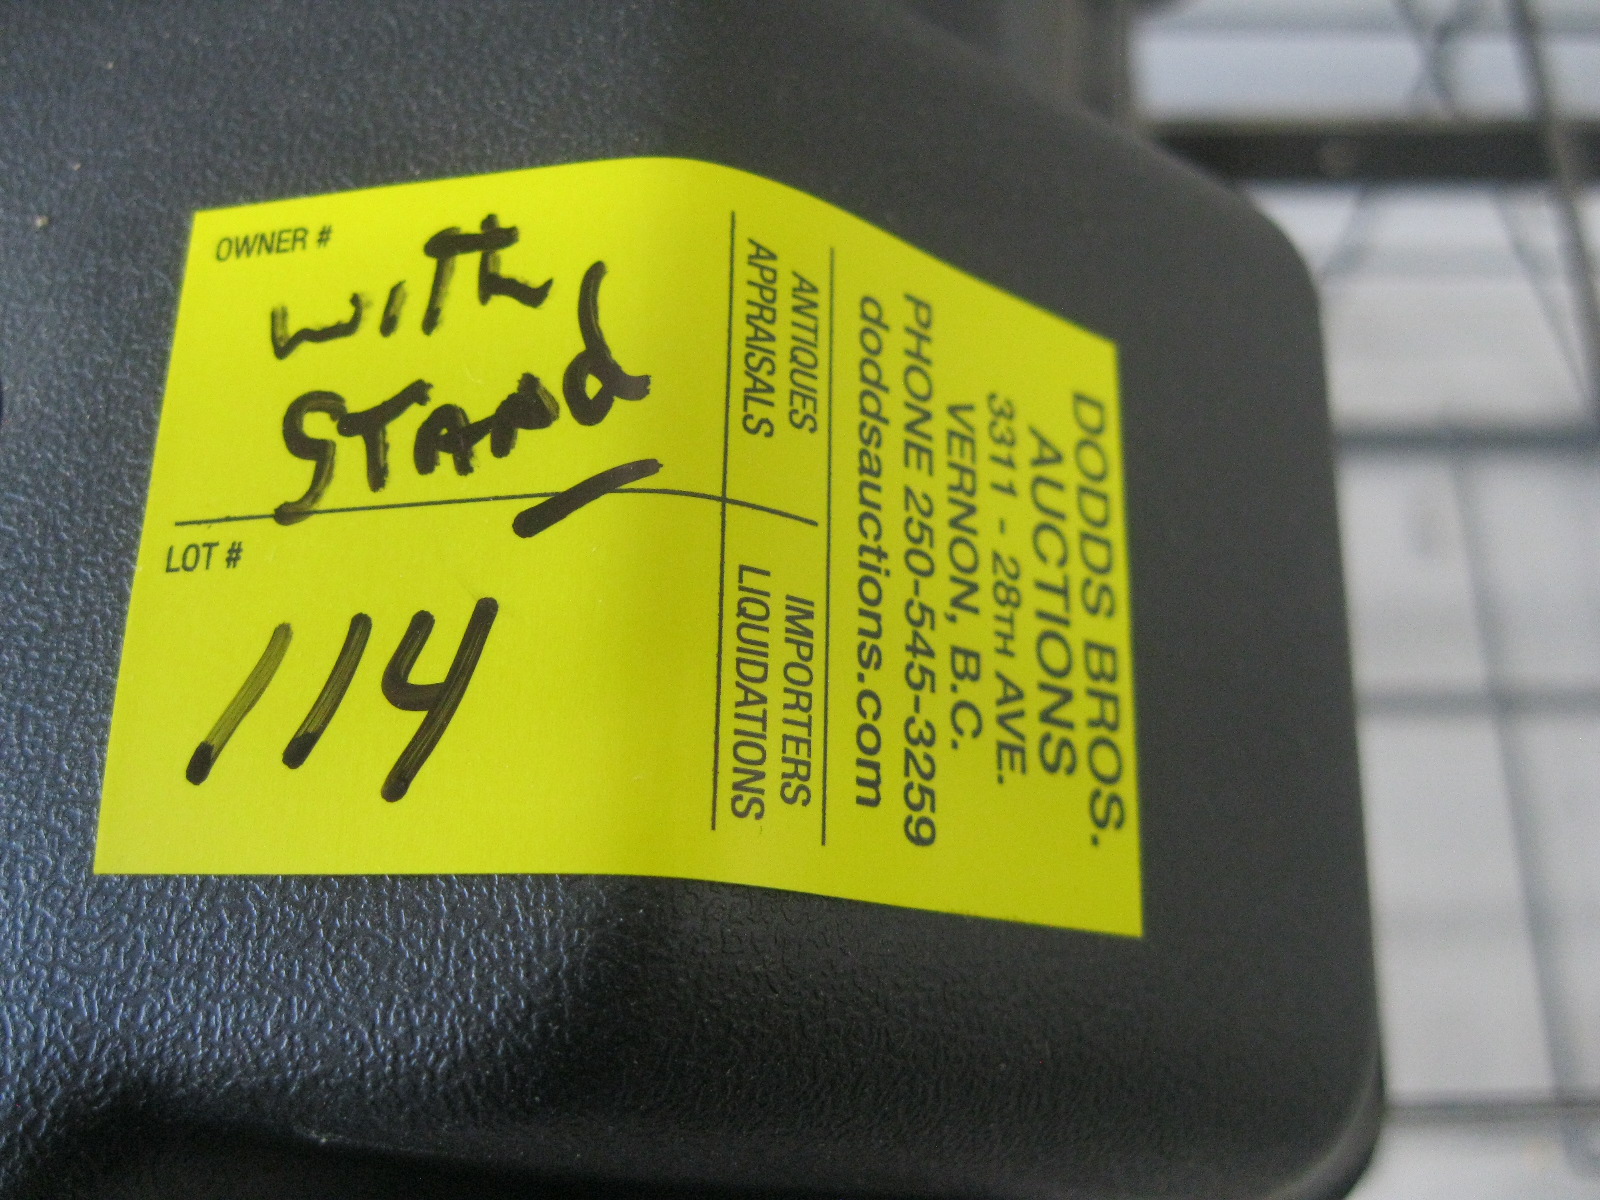 DODDS BROS.
AUCTIONS
3311 - 28TH AVE.
VERNON, B.C.
PHONE 250-545-3259
doddsauctions.com
ANTIQUES
APPRAISALS
IMPORTERS
LIQUIDATIONS
OWNER #
WITH
STANd
LOT #
114